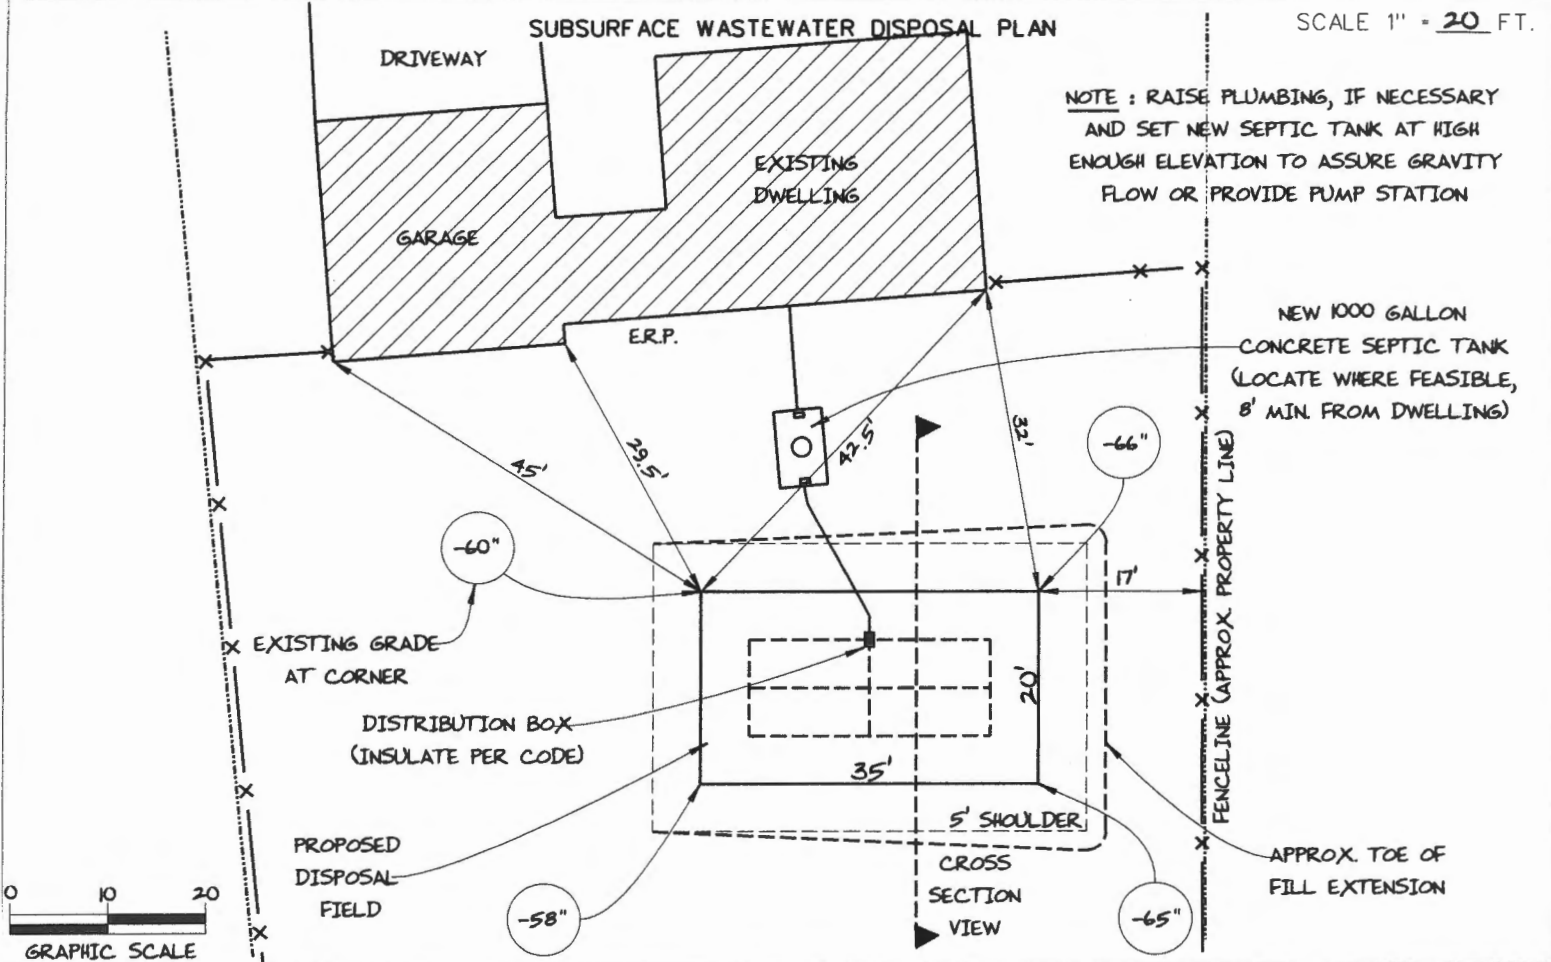 SUBSURFACE WASTEWATER DISPOSAL PLAN
SCALE 1" = 20 FT.
DRIVEWAY
NOTE : RAISE PLUMBING, IF NECESSARY
AND SET NEW SEPTIC TANK AT HIGH
ENOUGH ELEVATION TO ASSURE GRAVITY
FLOW OR PROVIDE PUMP STATION
EXISTING
DWELLING
GARAGE
E.R.P.
NEW 1000 GALLON
CONCRETE SEPTIC TANK
(LOCATE WHERE FEASIBLE,
8' MIN. FROM DWELLING)
45'
29.5'
42.5'
32'
-66"
-60"
17'
FENCELINE (APPROX. PROPERTY LINE)
EXISTING GRADE
AT CORNER
DISTRIBUTION BOX
(INSULATE PER CODE)
20'
35'
5' SHOULDER
PROPOSED
DISPOSAL
FIELD
CROSS
SECTION
VIEW
APPROX. TOE OF
FILL EXTENSION
-58"
-65"
0 10 20
GRAPHIC SCALE